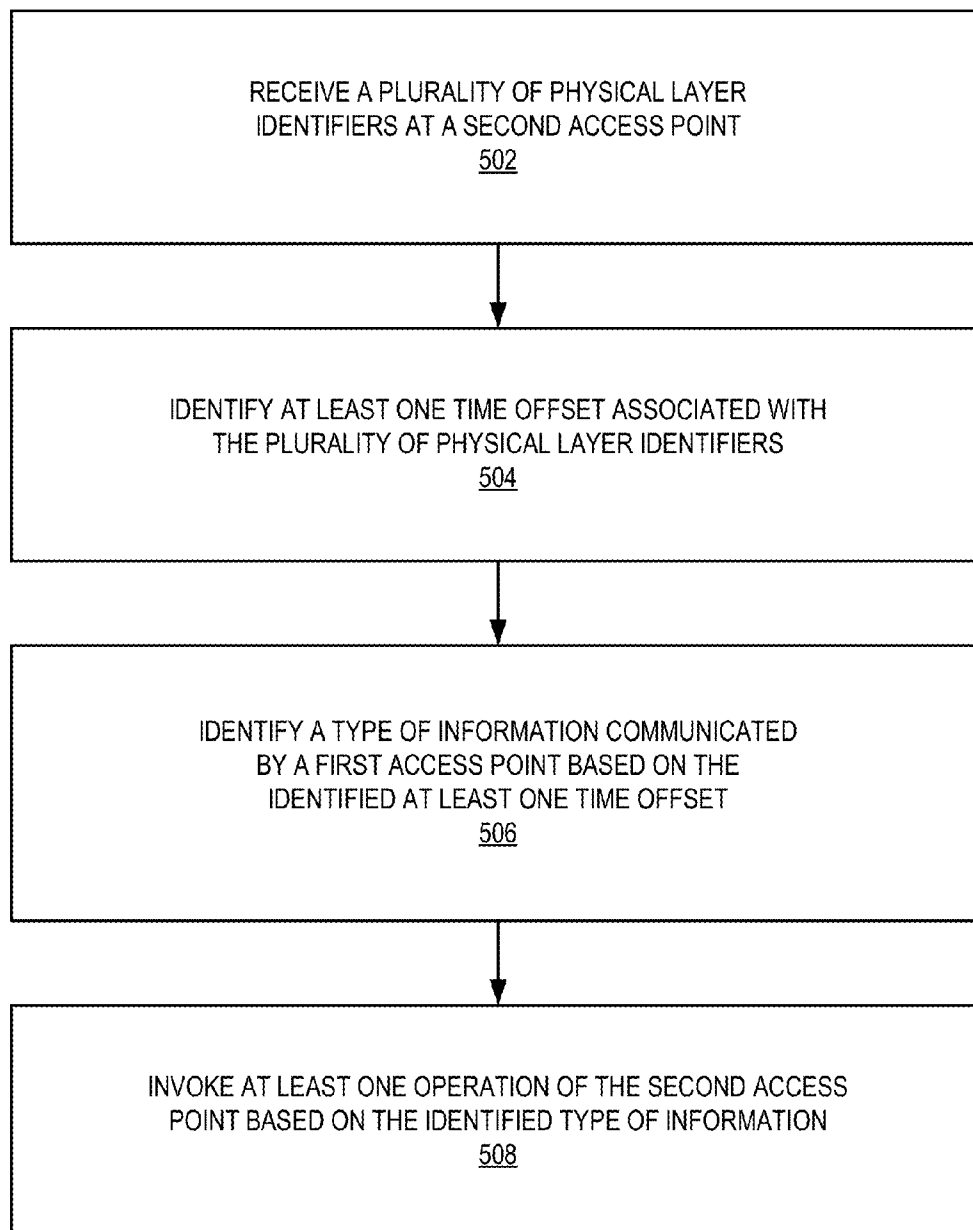 RECEIVE A PLURALITY OF PHYSICAL LAYER
IDENTIFIERS AT A SECOND ACCESS POINT
502
IDENTIFY AT LEAST ONE TIME OFFSET ASSOCIATED WITH
THE PLURALITY OF PHYSICAL LAYER IDENTIFIERS
504
IDENTIFY A TYPE OF INFORMATION COMMUNICATED
BY A FIRST ACCESS POINT BASED ON THE
IDENTIFIED AT LEAST ONE TIME OFFSET
506
INVOKE AT LEAST ONE OPERATION OF THE SECOND ACCESS
POINT BASED ON THE IDENTIFIED TYPE OF INFORMATION
508